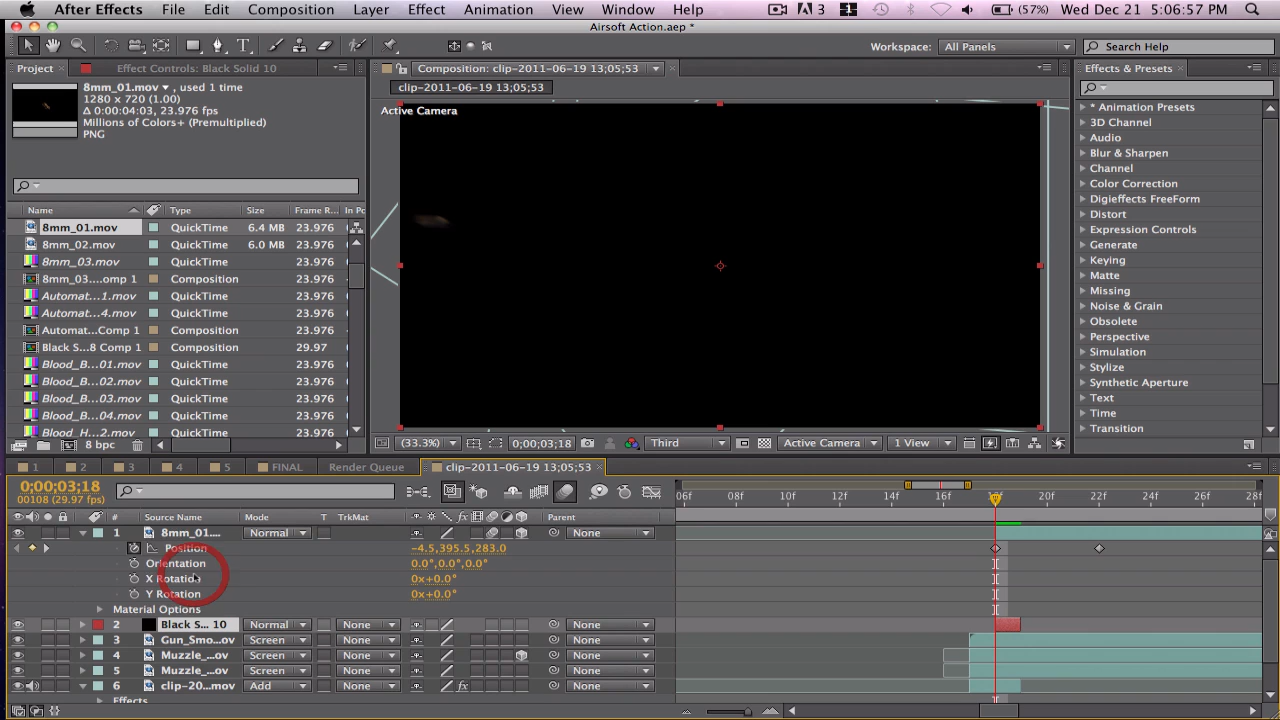 After Effects File Edit Composition Layer Effect Animation View Window Help 3 1 (57%) Wed Dec 21 5:06:57 PM
Airsoft Action.aep *
Workspace: All Panels Search Help
Project Effect Controls: Black Solid 10 Composition: clip-2011-06-19 13;05;53 Effects & Presets
8mm_01.mov ▾, used 1 time
1280 x 720 (1.00)
Δ 0:00:04:03, 23.976 fps
Millions of Colors+ (Premultiplied)
PNG
clip-2011-06-19 13;05;53
Active Camera
Name Type Size Frame R... In Po
8mm_01.mov QuickTime 6.4 MB 23.976
8mm_02.mov QuickTime 6.0 MB 23.976
8mm_03.mov QuickTime 23.976
8mm_03....omp 1 Composition 23.976
Automat...1.mov QuickTime 23.976
Automat...4.mov QuickTime 23.976
Automat...Comp 1 Composition 23.976
Black S...8 Comp 1 Composition 29.97
Blood_B...01.mov QuickTime 23.976
Blood_B...02.mov QuickTime 23.976
Blood_B...03.mov QuickTime 23.976
Blood_B...04.mov QuickTime 23.976
Blood_H...2.mov QuickTime 23.976
8 bpc
* Animation Presets
3D Channel
Audio
Blur & Sharpen
Channel
Color Correction
Digieffects FreeForm
Distort
Expression Controls
Generate
Keying
Matte
Missing
Noise & Grain
Obsolete
Perspective
Simulation
Stylize
Synthetic Aperture
Text
Time
Transition
(33.3%) 0;00;03;18 Third Active Camera 1 View
1 2 3 4 5 FINAL Render Queue clip-2011-06-19 13;05;53
0;00;03;18
00108 (29.97 fps)
06f 08f 10f 12f 14f 16f 18f 20f 22f 24f 26f 28f
# Source Name Mode T TrkMat Parent
1 8mm_01.... Normal None
Position -4.5,395.5,283.0
Orientation 0.0°,0.0°,0.0°
X Rotation 0x+0.0°
Y Rotation 0x+0.0°
Material Options
2 Black S... 10 Normal None None
3 Gun_Smo...ov Screen None None
4 Muzzle_...ov Screen None None
5 Muzzle_...ov Screen None None
6 clip-20...mov Add None None
Effects